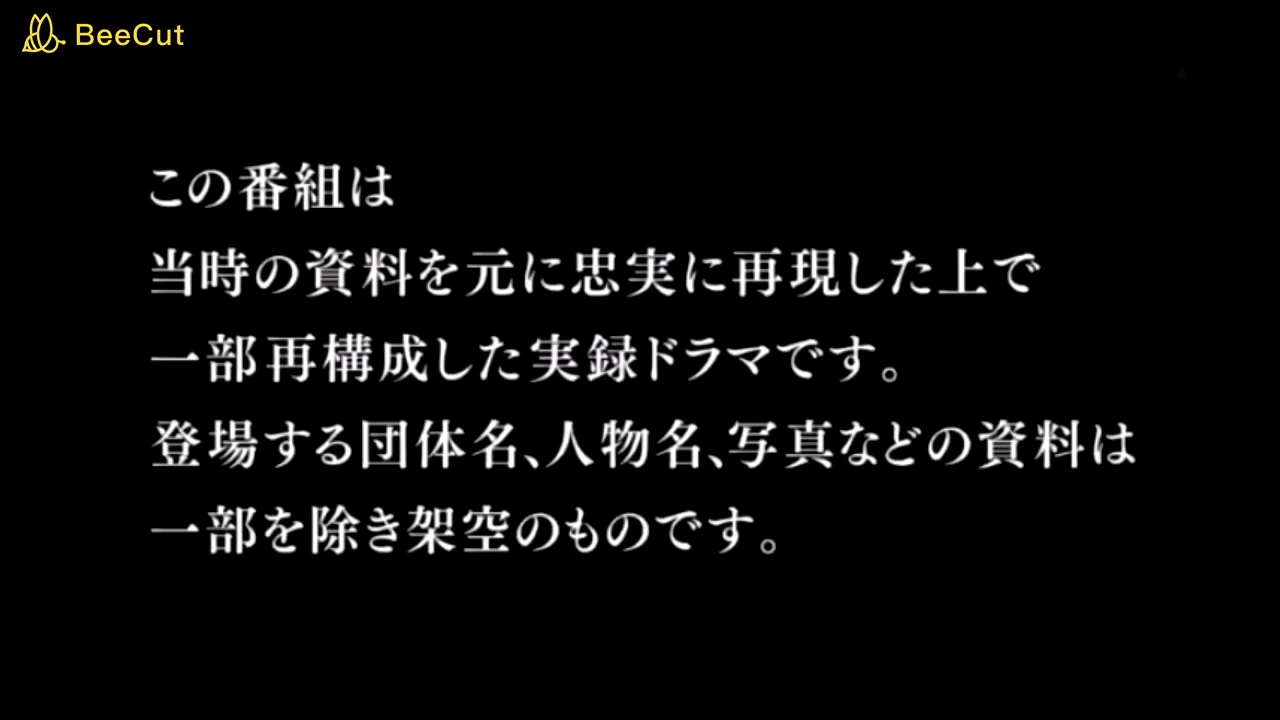 BeeCut
この番組は
当時の資料を元に忠実に再現した上で
一部再構成した実録ドラマです。
登場する団体名、人物名、写真などの資料は
一部を除き架空のものです。